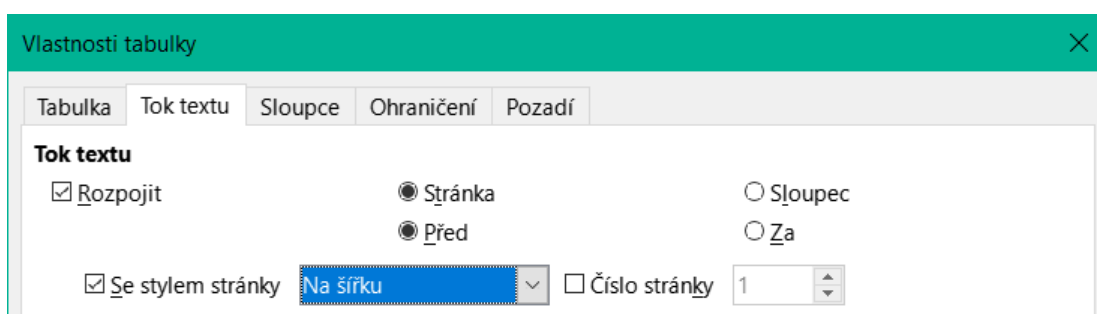 Vlastnosti tabulky
Tabulka Tok textu Sloupce Ohraničení Pozadí
Tok textu
Rozpojit Stránka Sloupec
Před Za
Se stylem stránky Na šířku Číslo stránky 1